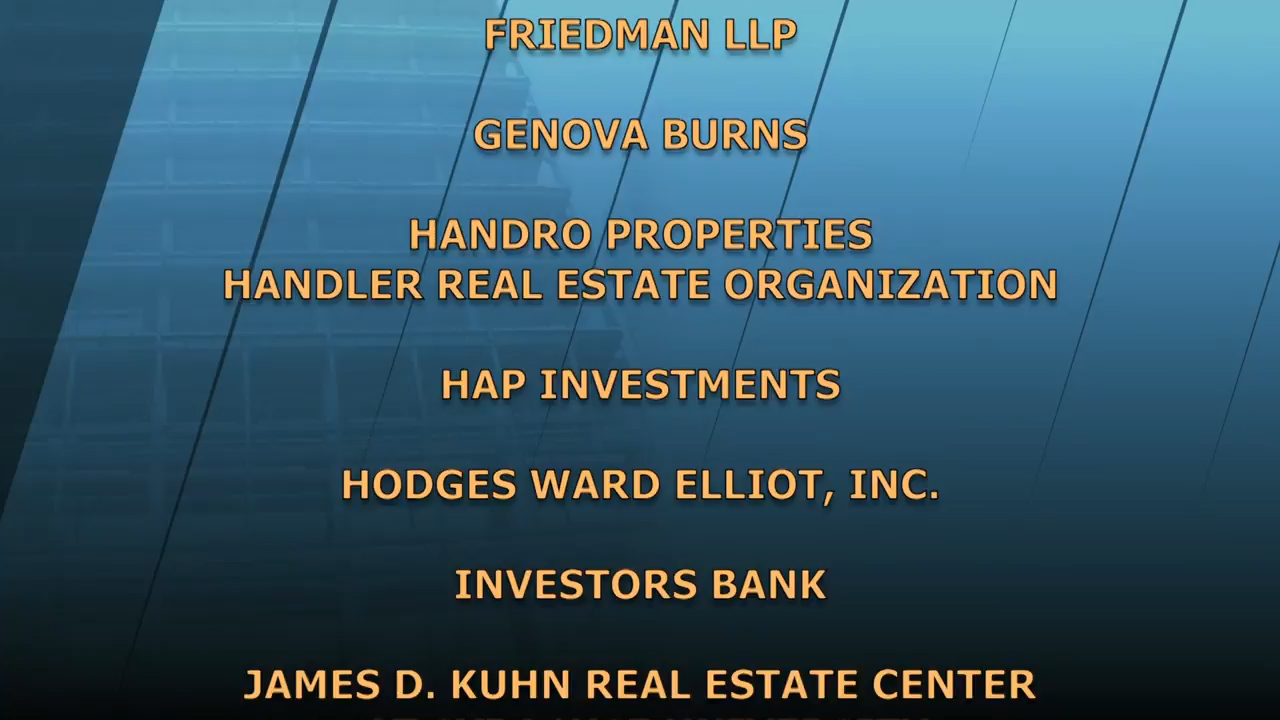 FRIEDMAN LLP
GENOVA BURNS
HANDRO PROPERTIES
HANDLER REAL ESTATE ORGANIZATION
HAP INVESTMENTS
HODGES WARD ELLIOT, INC.
INVESTORS BANK
JAMES D. KUHN REAL ESTATE CENTER